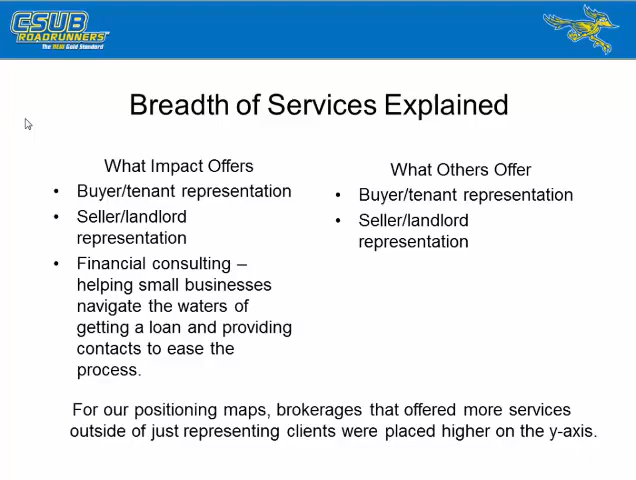 CSUB
ROADRUNNERS
The NEW Gold Standard
Breadth of Services Explained
What Impact Offers
• Buyer/tenant representation
• Seller/landlord
representation
• Financial consulting –
helping small businesses
navigate the waters of
getting a loan and providing
contacts to ease the
process.
What Others Offer
• Buyer/tenant representation
• Seller/landlord
representation
For our positioning maps, brokerages that offered more services
outside of just representing clients were placed higher on the y-axis.